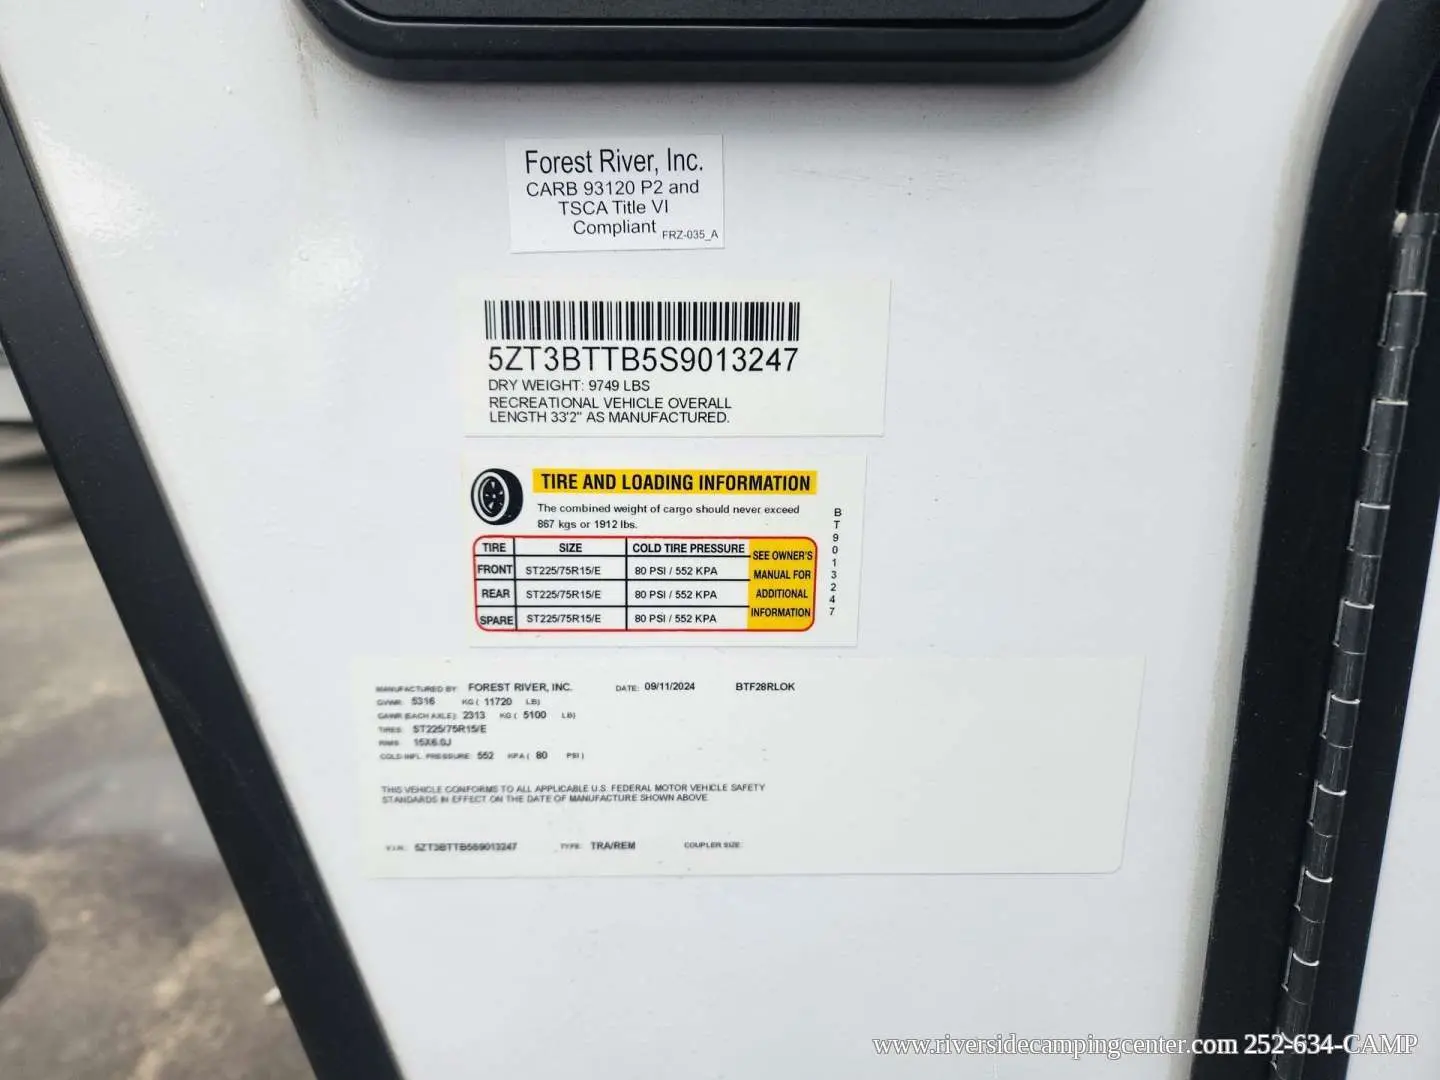 Forest River, Inc.
CARB 93120 P2 and
TSCA Title VI
Compliant FRZ-035_A
5ZT3BTTB5S9013247
DRY WEIGHT: 9749 LBS
RECREATIONAL VEHICLE OVERALL
LENGTH 33'2" AS MANUFACTURED.
TIRE AND LOADING INFORMATION
The combined weight of cargo should never exceed
867 kgs or 1912 lbs.
TIRE SIZE COLD TIRE PRESSURE
FRONT ST225/75R15/E 80 PSI / 552 KPA
REAR ST225/75R15/E 80 PSI / 552 KPA
SPARE ST225/75R15/E 80 PSI / 552 KPA
SEE OWNER'S
MANUAL FOR
ADDITIONAL
INFORMATION
BT9013247
MANUFACTURED BY: FOREST RIVER, INC. DATE: 09/11/2024 BTF28RLOK
GVWR: 5316 KG ( 11720 LB)
GAWR (EACH AXLE): 2313 KG ( 5100 LB)
TIRES: ST225/75R15/E
RIMS: 15X6.0J
COLD INFL. PRESSURE: 552 KPA ( 80 PSI )
THIS VEHICLE CONFORMS TO ALL APPLICABLE U.S. FEDERAL MOTOR VEHICLE SAFETY
STANDARDS IN EFFECT ON THE DATE OF MANUFACTURE SHOWN ABOVE.
V.I.N.: 5ZT3BTTB5S9013247 TYPE: TRA/REM COUPLER SIZE:
www.riversidecampingcenter.com 252-634-CAMP